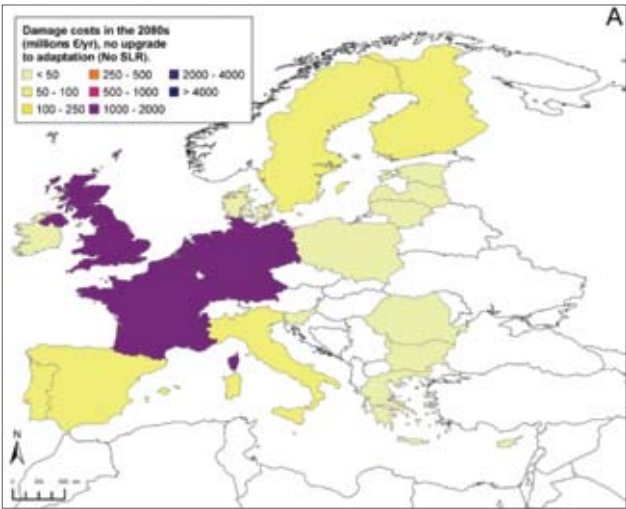 A
Damage costs in the 2080s
(millions €/yr), no upgrade
to adaptation (No SLR).
< 50 250 - 500 2000 - 4000
50 - 100 500 - 1000 > 4000
100 - 250 1000 - 2000
N
0